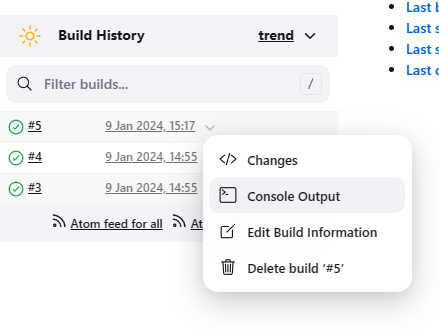 Last
Last s
Last s
Last
Build History
trend
Filter builds...
/
#5
9 Jan 2024, 15:17
#4
9 Jan 2024, 14:55
#3
9 Jan 2024, 14:55
Atom feed for all
At
Changes
Console Output
Edit Build Information
Delete build ‘#5’